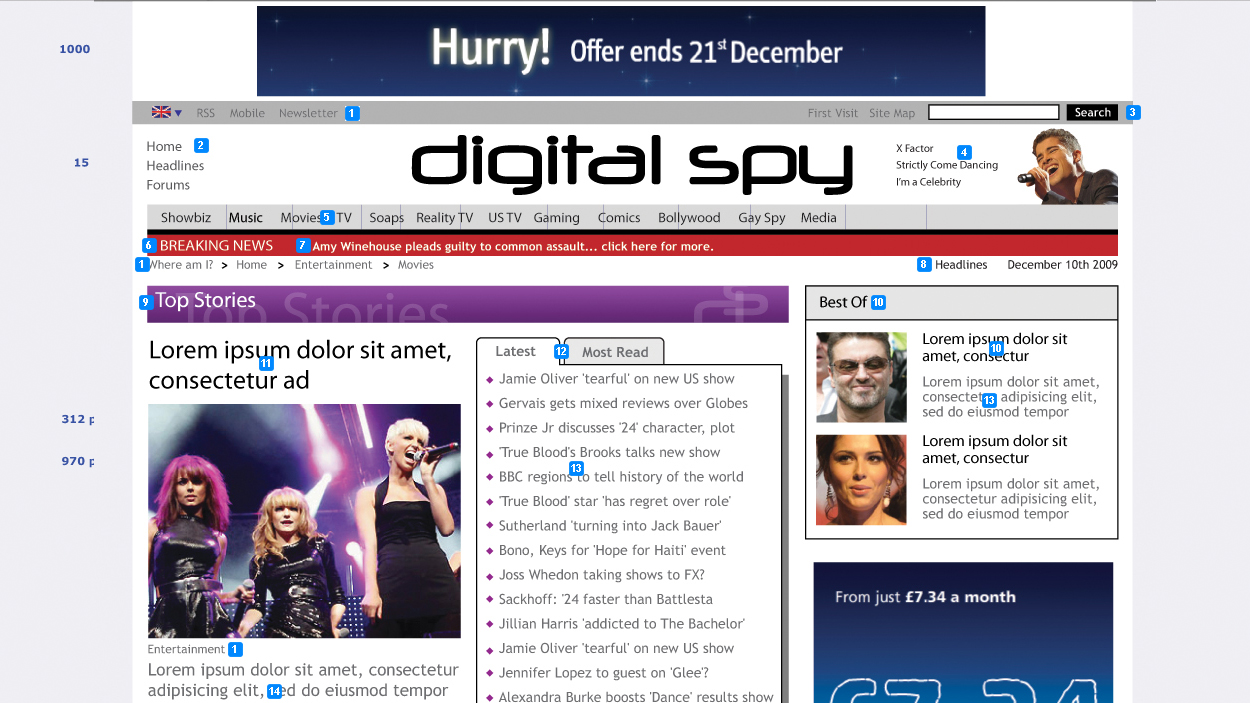 1000
Hurry! Offer ends 21st December
RSS Mobile Newsletter 1
First Visit Site Map Search 3
Home 2
Headlines
Forums
15
digital spy
X Factor 4
Strictly Come Dancing
I'm a Celebrity
Showbiz Music Movies 5 TV Soaps Reality TV US TV Gaming Comics Bollywood Gay Spy Media
6 BREAKING NEWS 7 Amy Winehouse pleads guilty to common assault... click here for more.
1 Where am I? > Home > Entertainment > Movies
8 Headlines December 10th 2009
9 Top Stories
Top Stories
Lorem ipsum dolor sit amet,
11
consectetur ad
312 p
970 p
Entertainment 1
Lorem ipsum dolor sit amet, consectetur
adipisicing elit, 14 sed do eiusmod tempor
Latest 12 Most Read
Jamie Oliver 'tearful' on new US show
Gervais gets mixed reviews over Globes
Prinze Jr discusses '24' character, plot
'True Blood's Brooks talks new show
13
BBC regions to tell history of the world
'True Blood' star 'has regret over role'
Sutherland 'turning into Jack Bauer'
Bono, Keys for 'Hope for Haiti' event
Joss Whedon taking shows to FX?
Sackhoff: '24 faster than Battlesta
Jillian Harris 'addicted to The Bachelor'
Jamie Oliver 'tearful' on new US show
Jennifer Lopez to guest on 'Glee'?
Alexandra Burke boosts 'Dance' results show
Best Of 10
Lorem ipsum dolor sit
10
amet, consectur
Lorem ipsum dolor sit amet,
consectetur adipisicing elit,
13
sed do eiusmod tempor
Lorem ipsum dolor sit
amet, consectur
Lorem ipsum dolor sit amet,
consectetur adipisicing elit,
sed do eiusmod tempor
From just £7.34 a month
£7.34